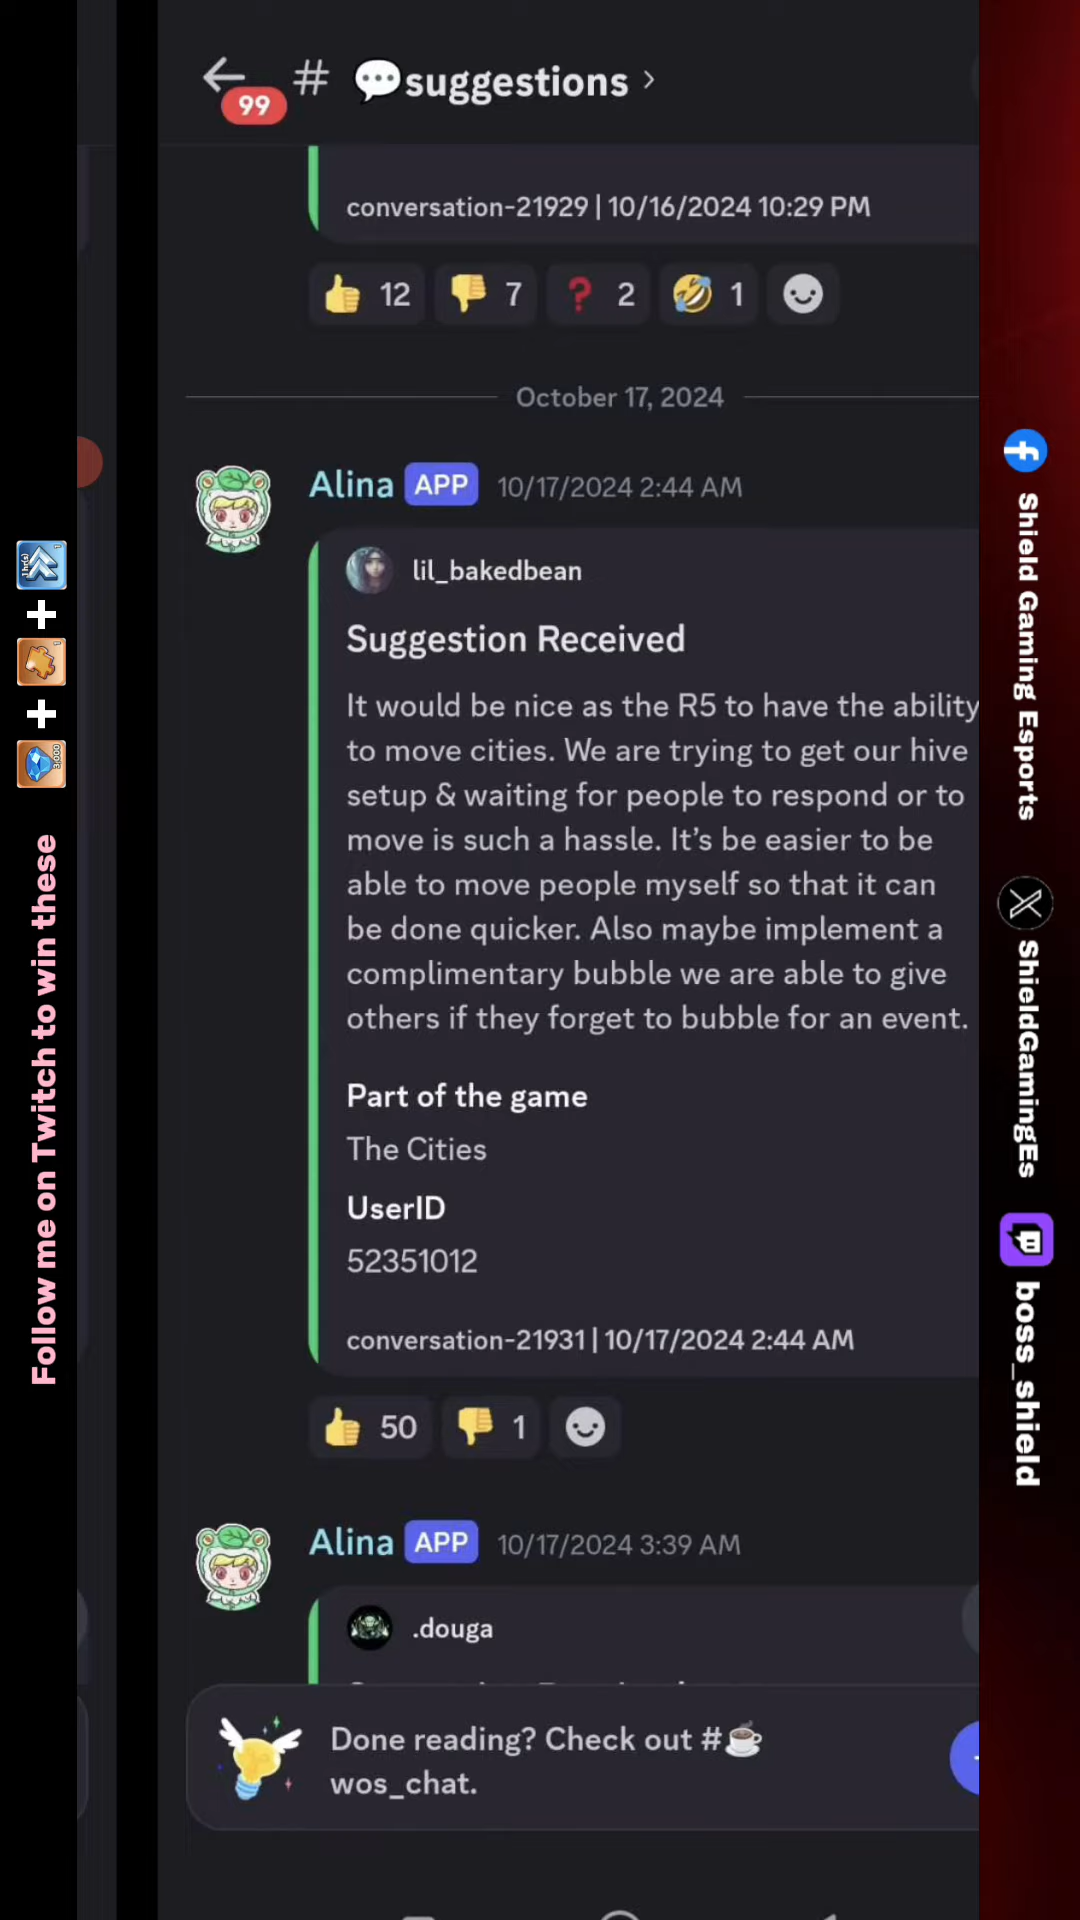 99
# 💬suggestions >
conversation-21929 | 10/16/2024 10:29 PM
👍 12 👎 7 ❓ 2 🤣 1
October 17, 2024
Alina APP 10/17/2024 2:44 AM
lil_bakedbean
Suggestion Received
It would be nice as the R5 to have the ability
to move cities. We are trying to get our hive
setup & waiting for people to respond or to
move is such a hassle. It's be easier to be
able to move people myself so that it can
be done quicker. Also maybe implement a
complimentary bubble we are able to give
others if they forget to bubble for an event.
Part of the game
The Cities
UserID
52351012
conversation-21931 | 10/17/2024 2:44 AM
👍 50 👎 1
Alina APP 10/17/2024 3:39 AM
.douga
Done reading? Check out #☕
wos_chat.
Follow me on Twitch to win these
3,000
+
1
+
1hr(s)
1
Shield Gaming Esports
ShieldGamingEs
boss_shield